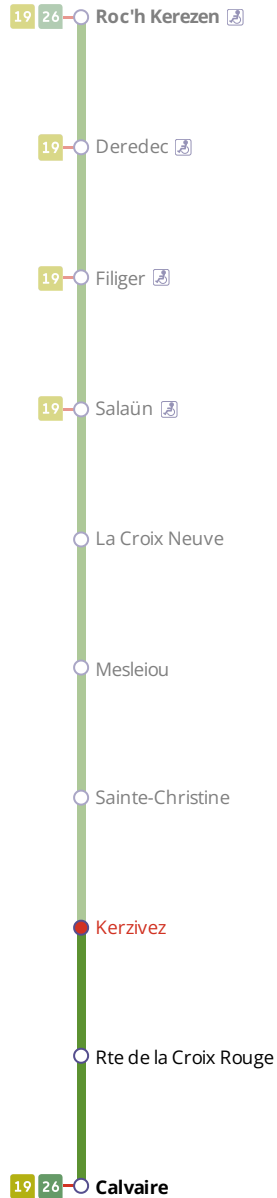 19 26 Roc'h Kerezen
19 Deredec
19 Filiger
19 Salaün
La Croix Neuve
Mesleiou
Sainte-Christine
Kerzivez
Rte de la Croix Rouge
19 26 Calvaire